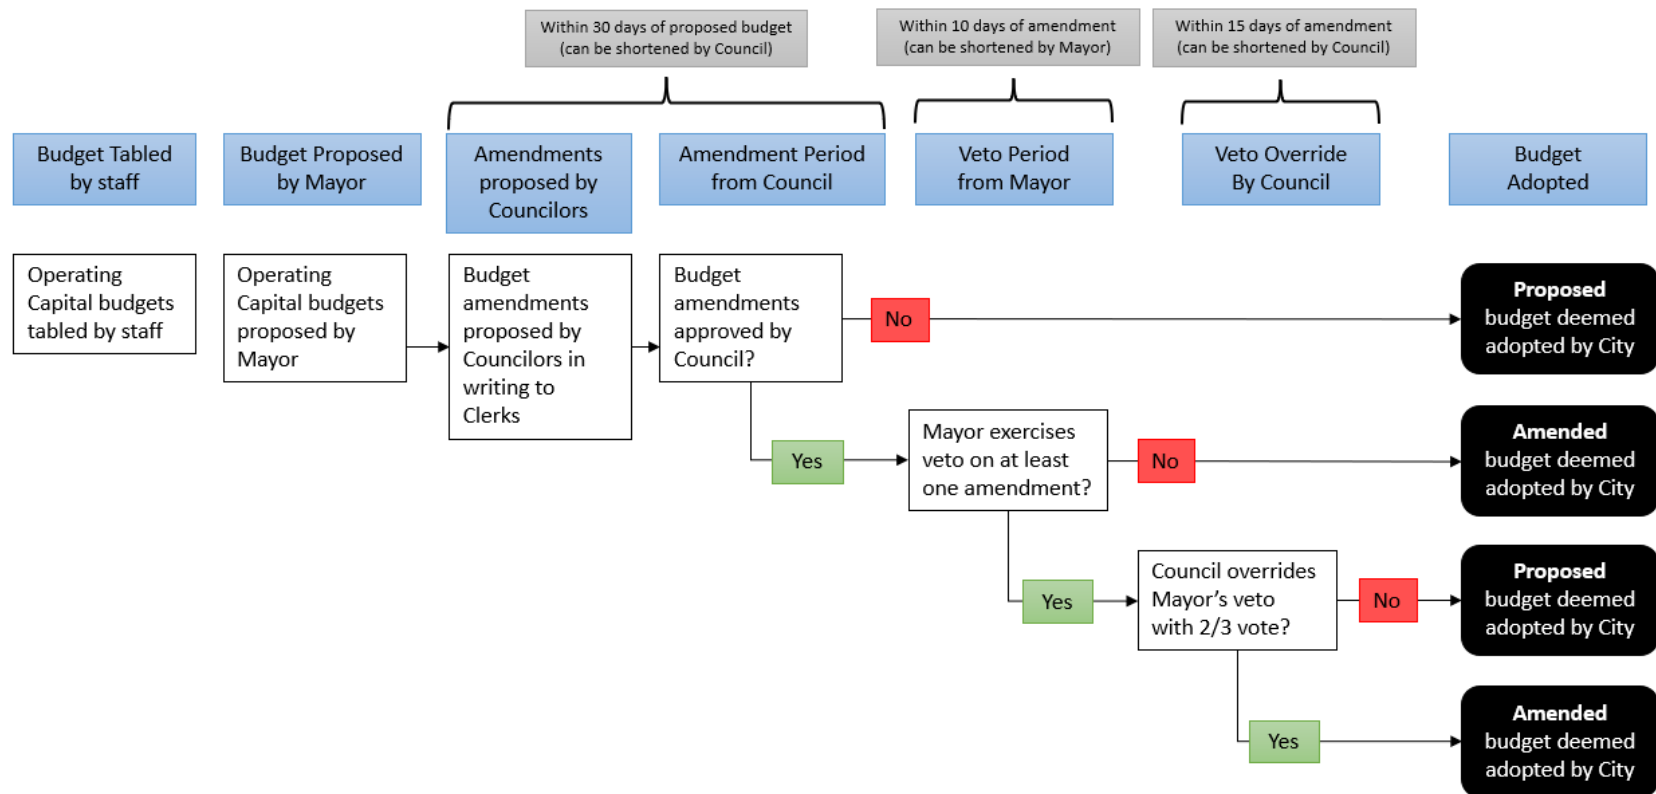 Within 30 days of proposed budget
(can be shortened by Council)
Within 10 days of amendment
(can be shortened by Mayor)
Within 15 days of amendment
(can be shortened by Council)
Budget Tabled
by staff
Budget Proposed
by Mayor
Amendments
proposed by
Councilors
Amendment Period
from Council
Veto Period
from Mayor
Veto Override
By Council
Budget
Adopted
Operating
Capital budgets
tabled by staff
Operating
Capital budgets
proposed by
Mayor
Budget
amendments
proposed by
Councilors in
writing to
Clerks
Budget
amendments
approved by
Council?
No
Proposed
budget deemed
adopted by City
Yes
Mayor exercises
veto on at least
one amendment?
No
Amended
budget deemed
adopted by City
Yes
Council overrides
Mayor’s veto
with 2/3 vote?
No
Proposed
budget deemed
adopted by City
Yes
Amended
budget deemed
adopted by City